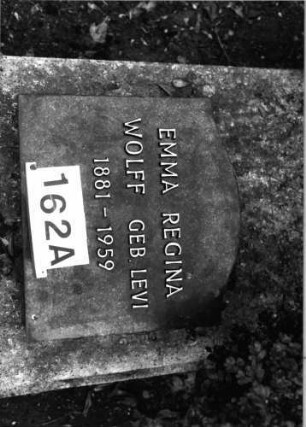 EMMA REGINA
WOLFF GEB. LEVI
1881 - 1959
162A